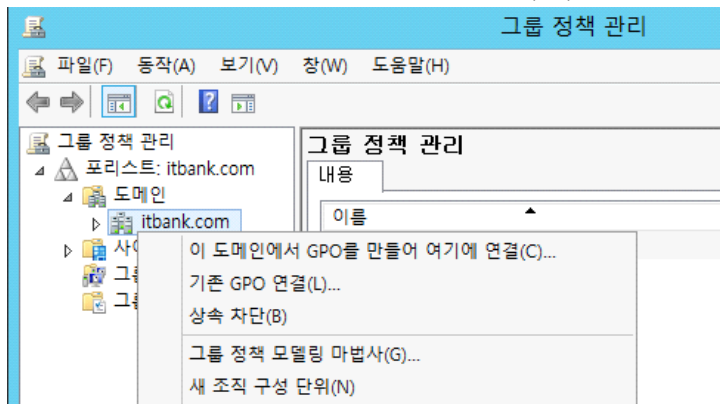 그룹 정책 관리
파일(F) 동작(A) 보기(V) 창(W) 도움말(H)
그룹 정책 관리
포리스트: itbank.com
도메인
itbank.com
그룹 정책 관리
내용
이름
이 도메인에서 GPO를 만들어 여기에 연결(C)...
기존 GPO 연결(L)...
상속 차단(B)
그룹 정책 모델링 마법사(G)...
새 조직 구성 단위(N)